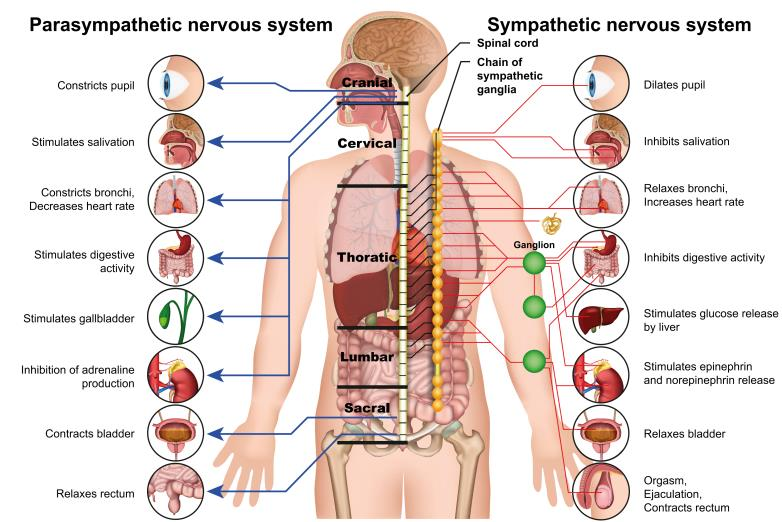 Parasympathetic nervous system
Sympathetic nervous system
Spinal cord
Chain of
sympathetic
ganglia
Constricts pupil
Stimulates salivation
Constricts bronchi,
Decreases heart rate
Stimulates digestive
activity
Stimulates gallbladder
Inhibition of adrenaline
production
Contracts bladder
Relaxes rectum
Cranial
Cervical
Thoratic
Lumbar
Sacral
Ganglion
Dilates pupil
Inhibits salivation
Relaxes bronchi,
Increases heart rate
Inhibits digestive activity
Stimulates glucose release
by liver
Stimulates epinephrin
and norepinephrin release
Relaxes bladder
Orgasm,
Ejaculation,
Contracts rectum